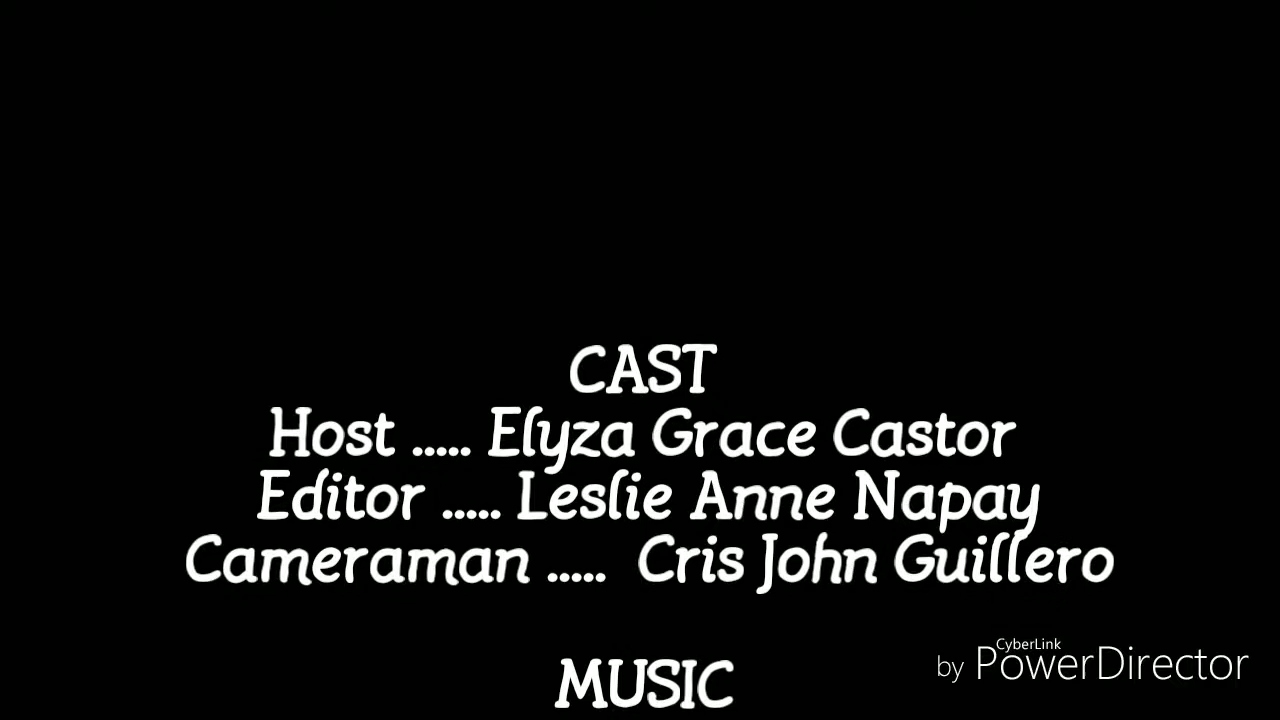 CAST
Host ..... Elyza Grace Castor
Editor ..... Leslie Anne Napay
Cameraman ..... Cris John Guillero
MUSIC
CyberLink
by PowerDirector